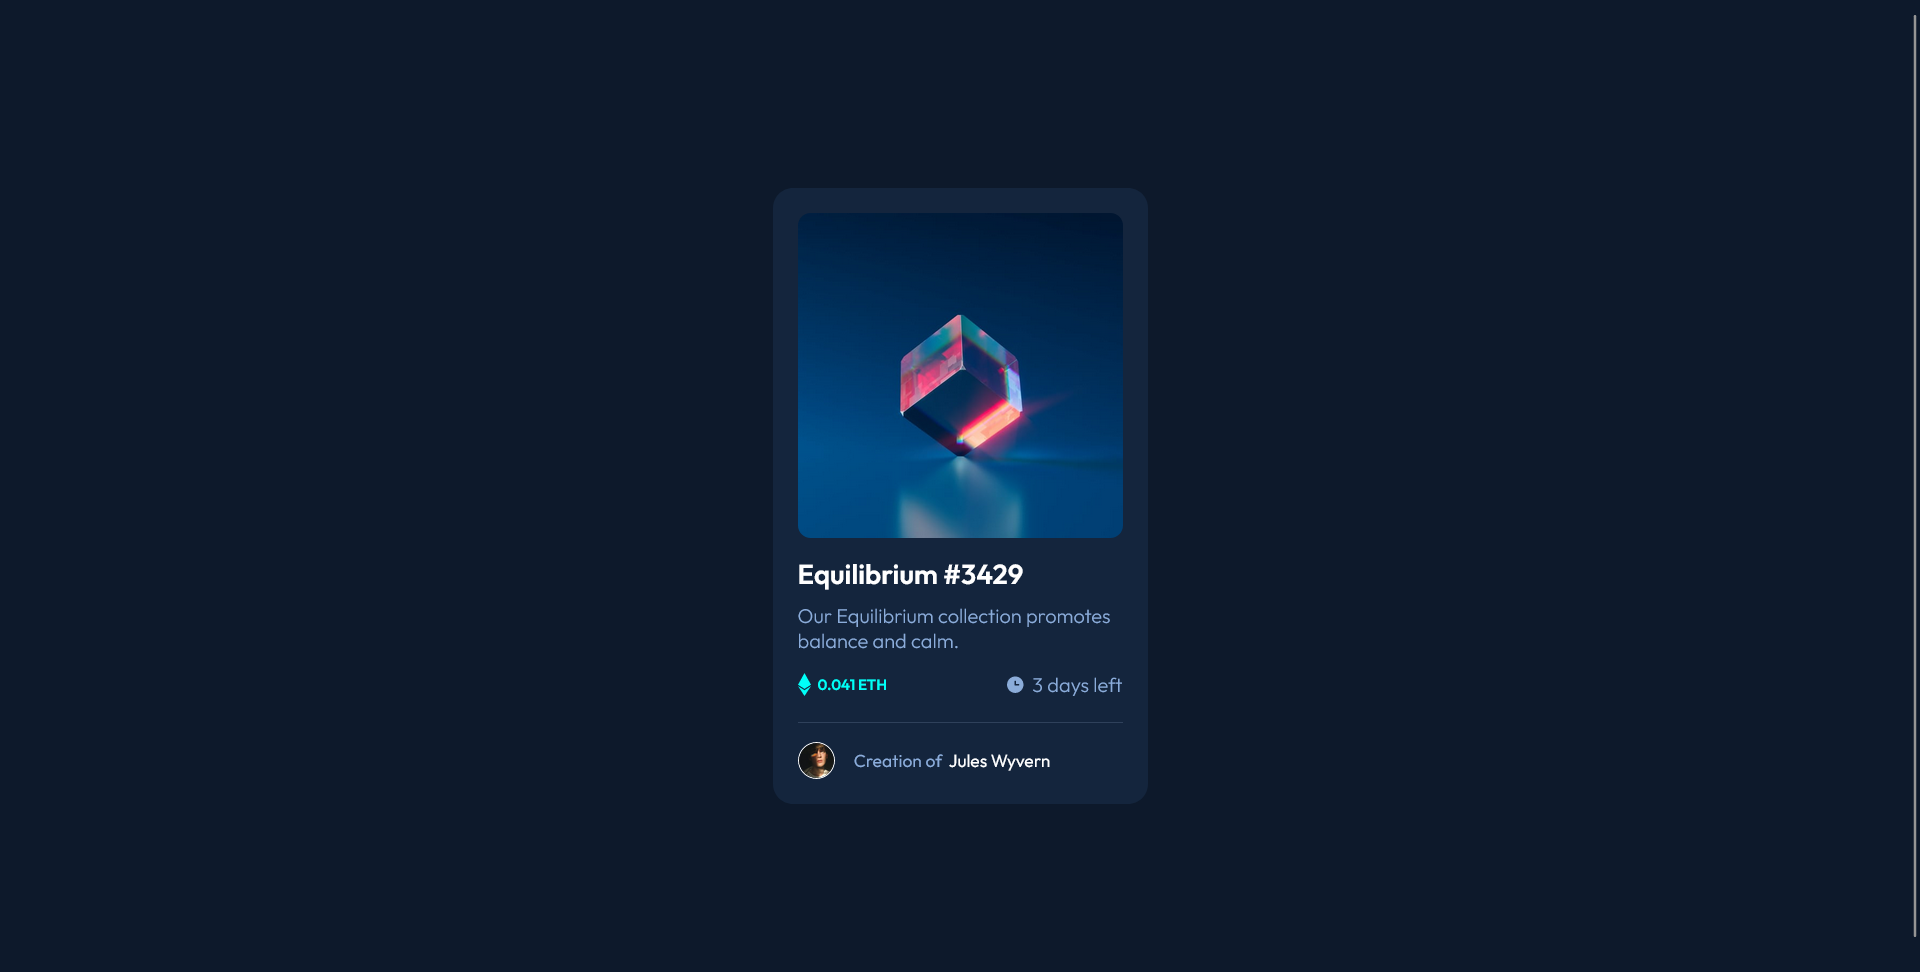 Equilibrium #3429
Our Equilibrium collection promotes
balance and calm.
0.041 ETH
3 days left
Creation of Jules Wyvern